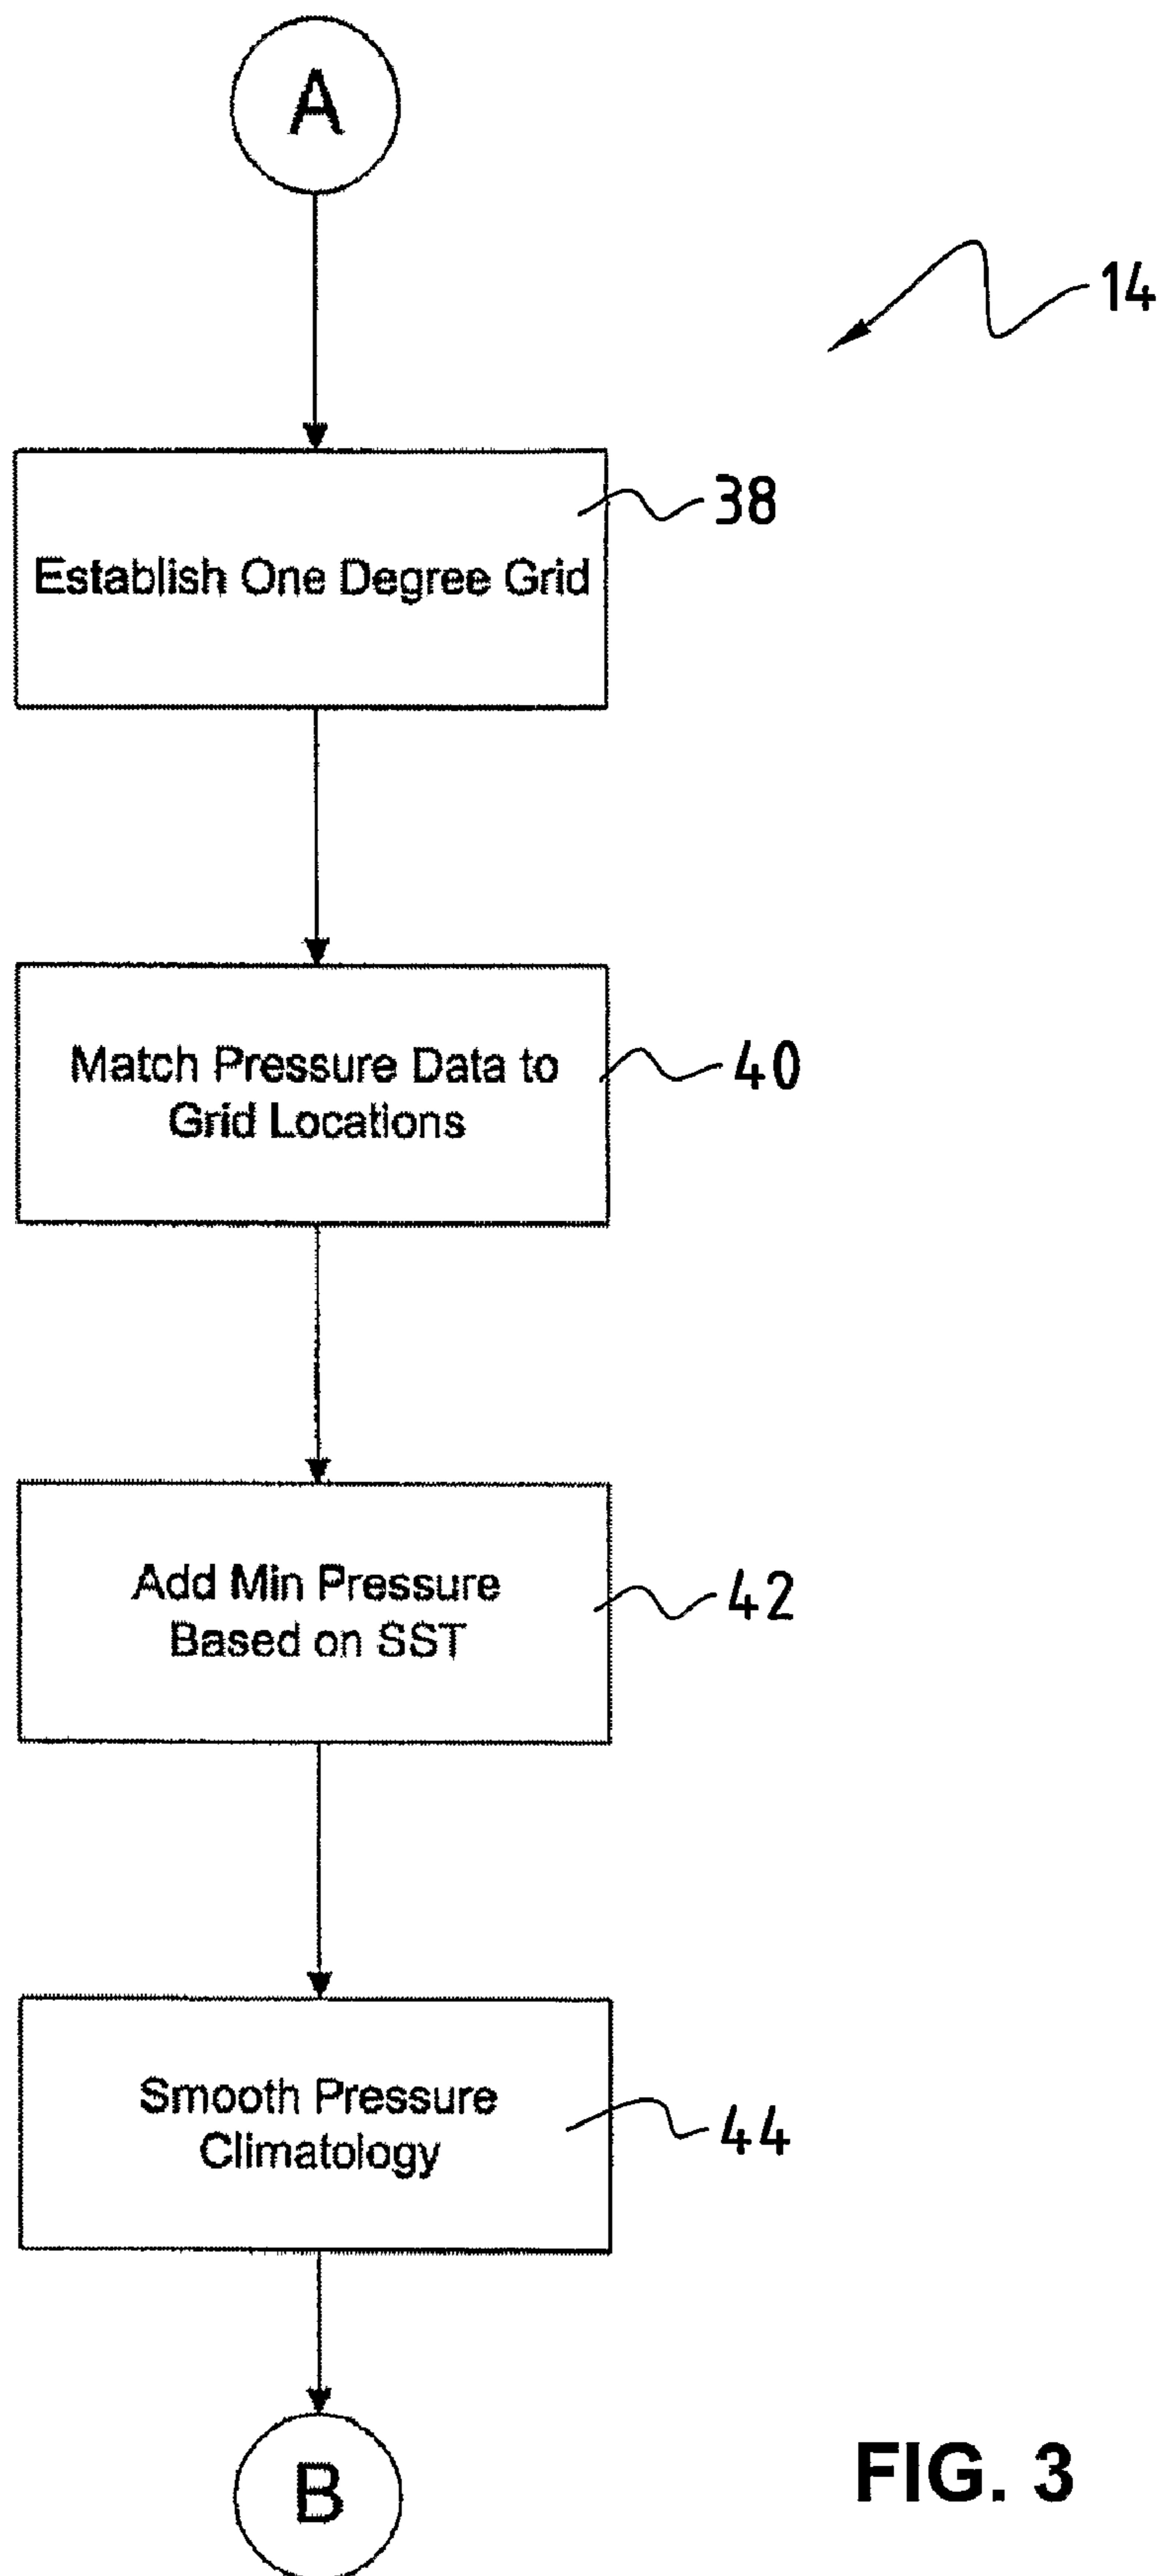 A
14
38
Establish One Degree Grid
Match Pressure Data to
Grid Locations
40
Add Min Pressure
Based on SST
42
Smooth Pressure
Climatology
44
B
FIG. 3